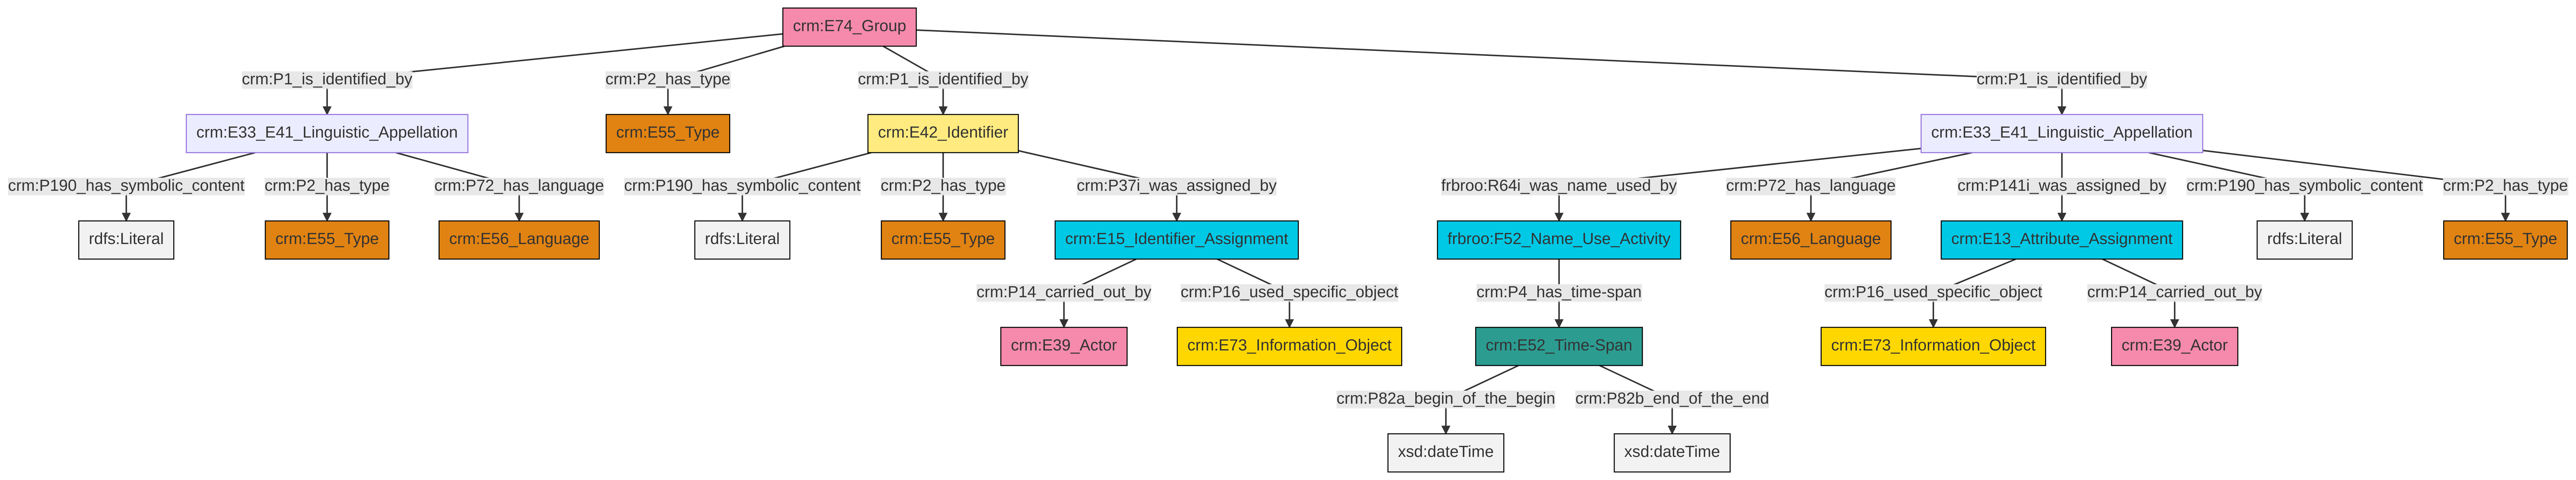 crm:E74_Group
crm:P1_is_identified_by
crm:P2_has_type
crm:P1_is_identified_by
crm:P1_is_identified_by
crm:E33_E41_Linguistic_Appellation
crm:E55_Type
crm:E42_Identifier
crm:E33_E41_Linguistic_Appellation
crm:P190_has_symbolic_content
crm:P2_has_type
crm:P72_has_language
crm:P190_has_symbolic_content
crm:P2_has_type
crm:P37i_was_assigned_by
frbroo:R64i_was_name_used_by
crm:P72_has_language
crm:P141i_was_assigned_by
crm:P190_has_symbolic_content
crm:P2_has_type
rdfs:Literal
crm:E55_Type
crm:E56_Language
rdfs:Literal
crm:E55_Type
crm:E15_Identifier_Assignment
frbroo:F52_Name_Use_Activity
crm:E56_Language
crm:E13_Attribute_Assignment
rdfs:Literal
crm:E55_Type
crm:P14_carried_out_by
crm:P16_used_specific_object
crm:P4_has_time-span
crm:P16_used_specific_object
crm:P14_carried_out_by
crm:E39_Actor
crm:E73_Information_Object
crm:E52_Time-Span
crm:E73_Information_Object
crm:E39_Actor
crm:P82a_begin_of_the_begin
crm:P82b_end_of_the_end
xsd:dateTime
xsd:dateTime